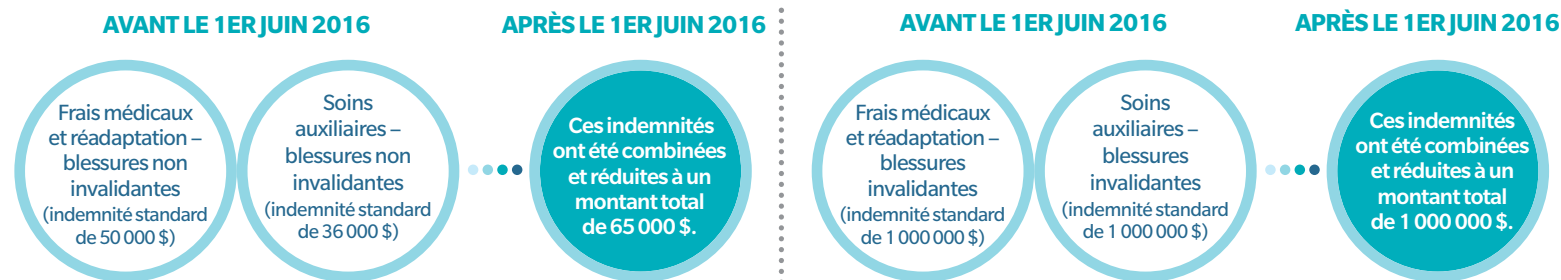 AVANT LE 1ER JUIN 2016
Frais médicaux
et réadaptation –
blessures non
invalidantes
(indemnité standard
de 50 000 $)
Soins
auxiliaires –
blessures non
invalidantes
(indemnité standard
de 36 000 $)
APRÈS LE 1ER JUIN 2016
Ces indemnités
ont été combinées
et réduites à un
montant total
de 65 000 $.
AVANT LE 1ER JUIN 2016
Frais médicaux
et réadaptation –
blessures
invalidantes
(indemnité standard
de 1 000 000 $)
Soins
auxiliaires –
blessures
invalidantes
(indemnité standard
de 1 000 000 $)
APRÈS LE 1ER JUIN 2016
Ces indemnités
ont été combinées
et réduites à un
montant total
de 1 000 000 $.